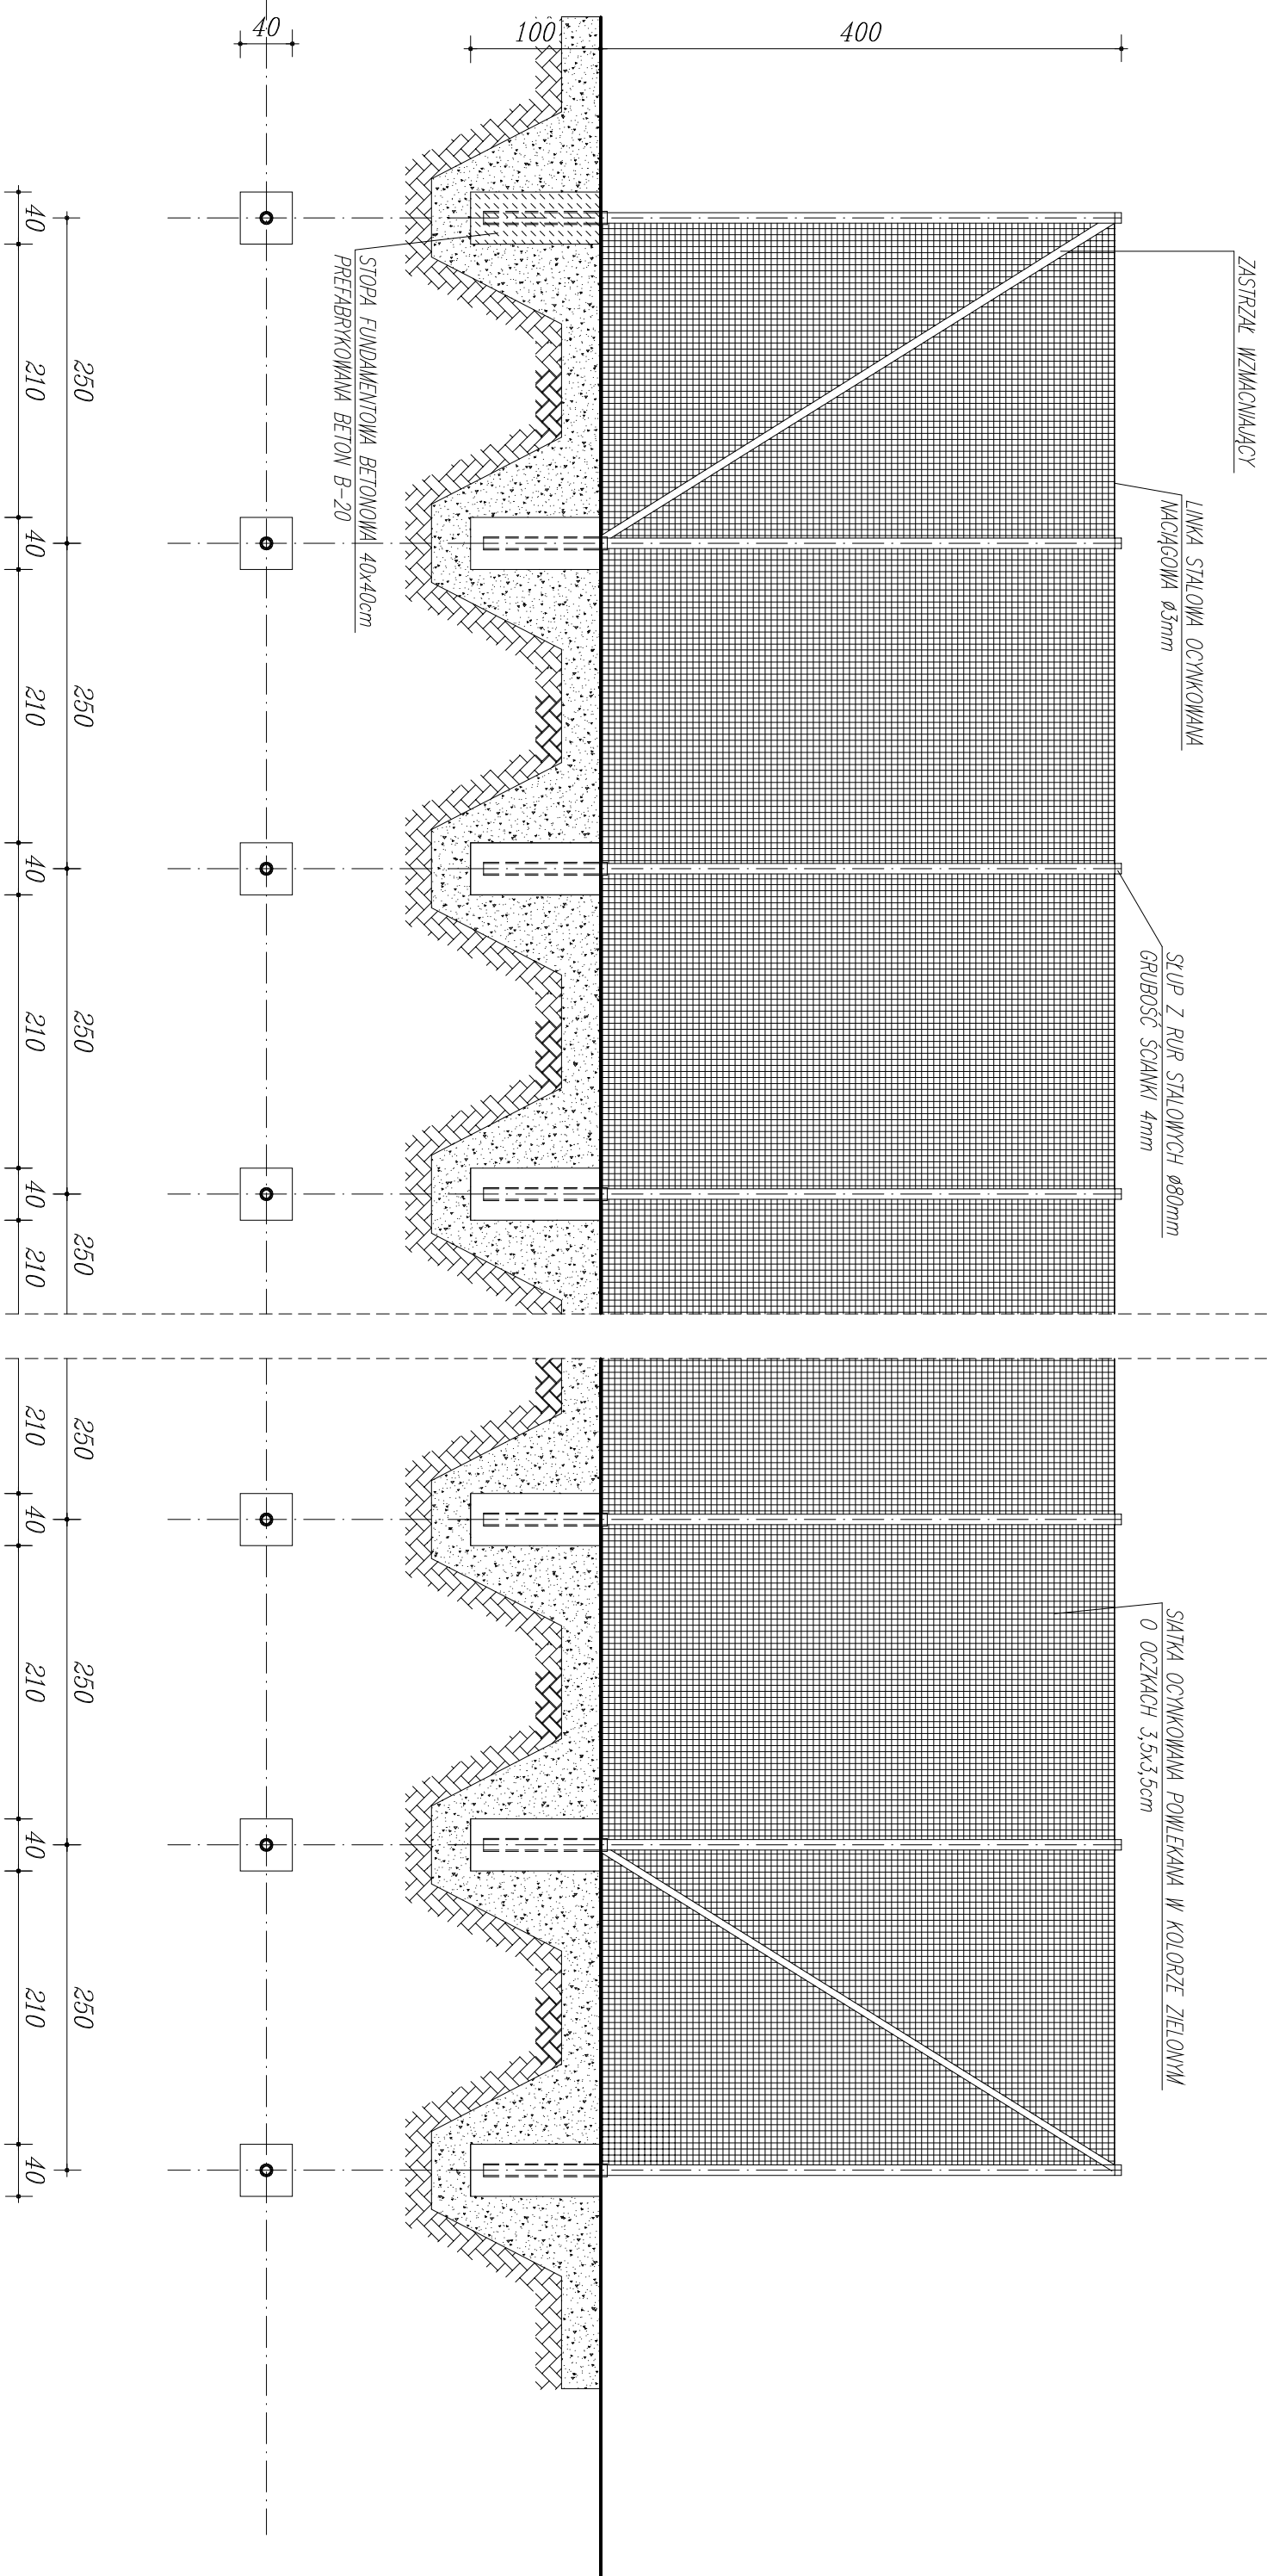 ZASTRZAŁ WZMACNIAJĄCY
LINKA STALOWA OCYNKOWANA
NACIĄGOWA ø3mm
SŁUP Z RUR STALOWYCH ø80mm
GRUBOŚĆ ŚCIANKI 4mm
SIATKA OCYNKOWANA POWLEKANA W KOLORZE ZIELONYM
O OCZKACH 3,5x3,5cm
400
100
40
STOPA FUNDAMENTOWA BETONOWA 40x40cm
PREFABRYKOWANA BETON B-20
250 250 250 250 250 250 250
40 210 40 210 40 210 40 210 210 40 210 40 210 40